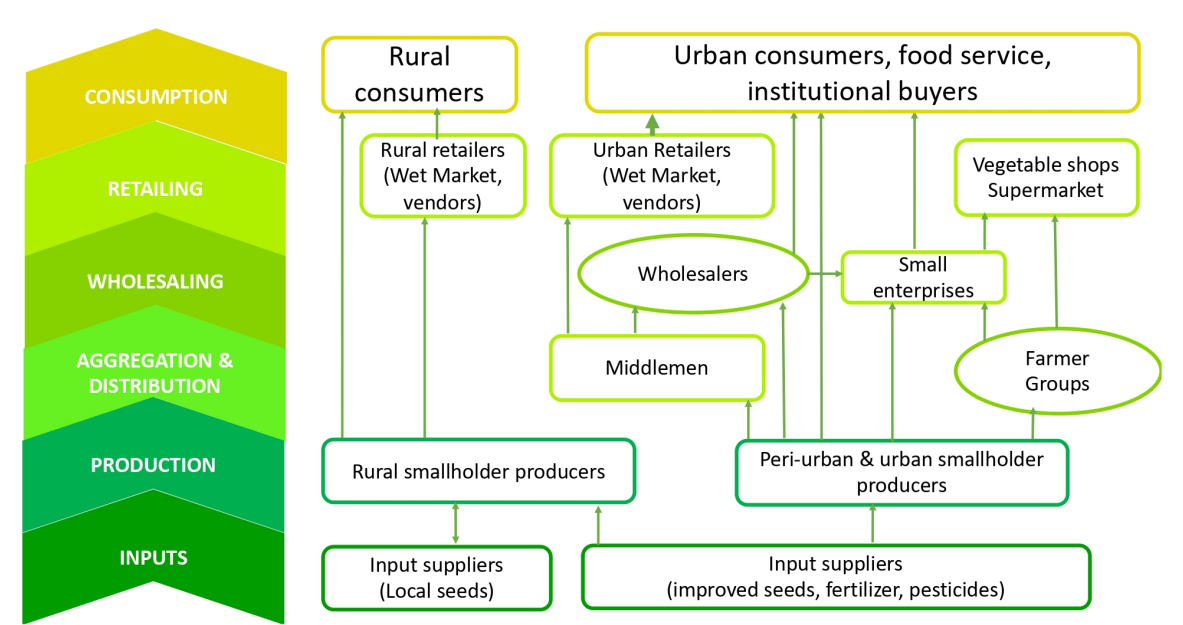 CONSUMPTION
RETAILING
WHOLESALING
AGGREGATION &
DISTRIBUTION
PRODUCTION
INPUTS
Rural
consumers
Urban consumers, food service,
institutional buyers
Rural retailers
(Wet Market,
vendors)
Urban Retailers
(Wet Market,
vendors)
Vegetable shops
Supermarket
Wholesalers
Small
enterprises
Middlemen
Farmer
Groups
Rural smallholder producers
Peri-urban & urban smallholder
producers
Input suppliers
(Local seeds)
Input suppliers
(improved seeds, fertilizer, pesticides)